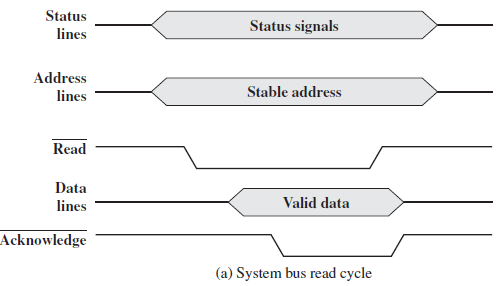 Status
lines
Status signals
Address
lines
Stable address
Read
Data
lines
Valid data
Acknowledge
(a) System bus read cycle